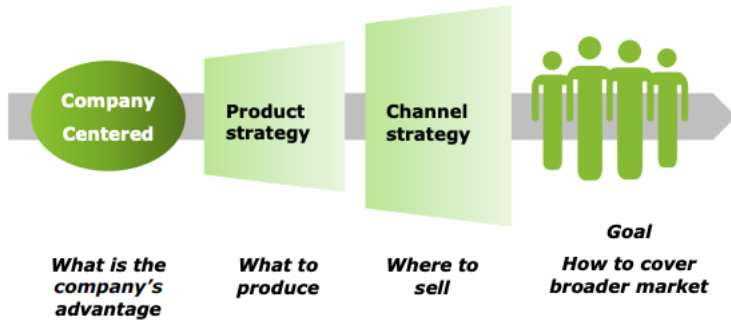 Company
Centered
Product
strategy
Channel
strategy
Goal
What is the
company's
advantage
What to
produce
Where to
sell
How to cover
broader market